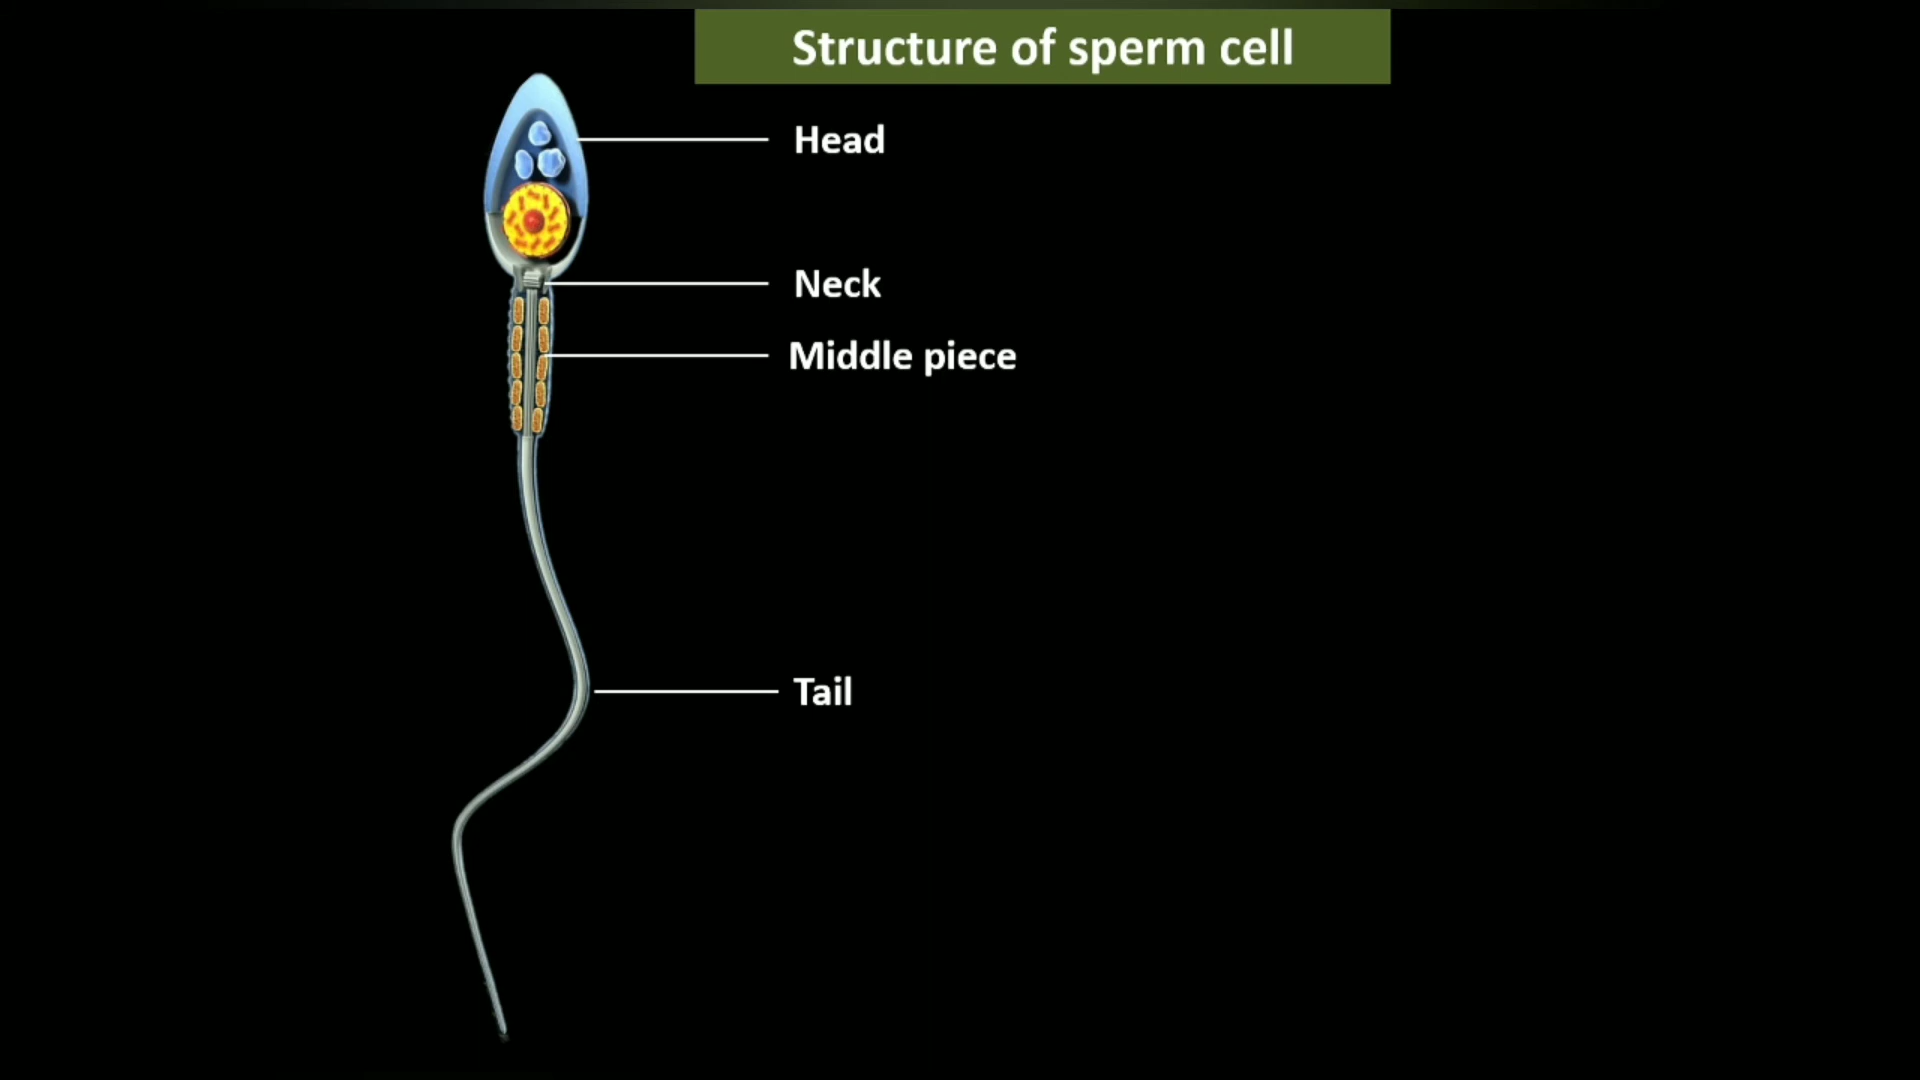 Structure of sperm cell
Head
Neck
Middle piece
Tail